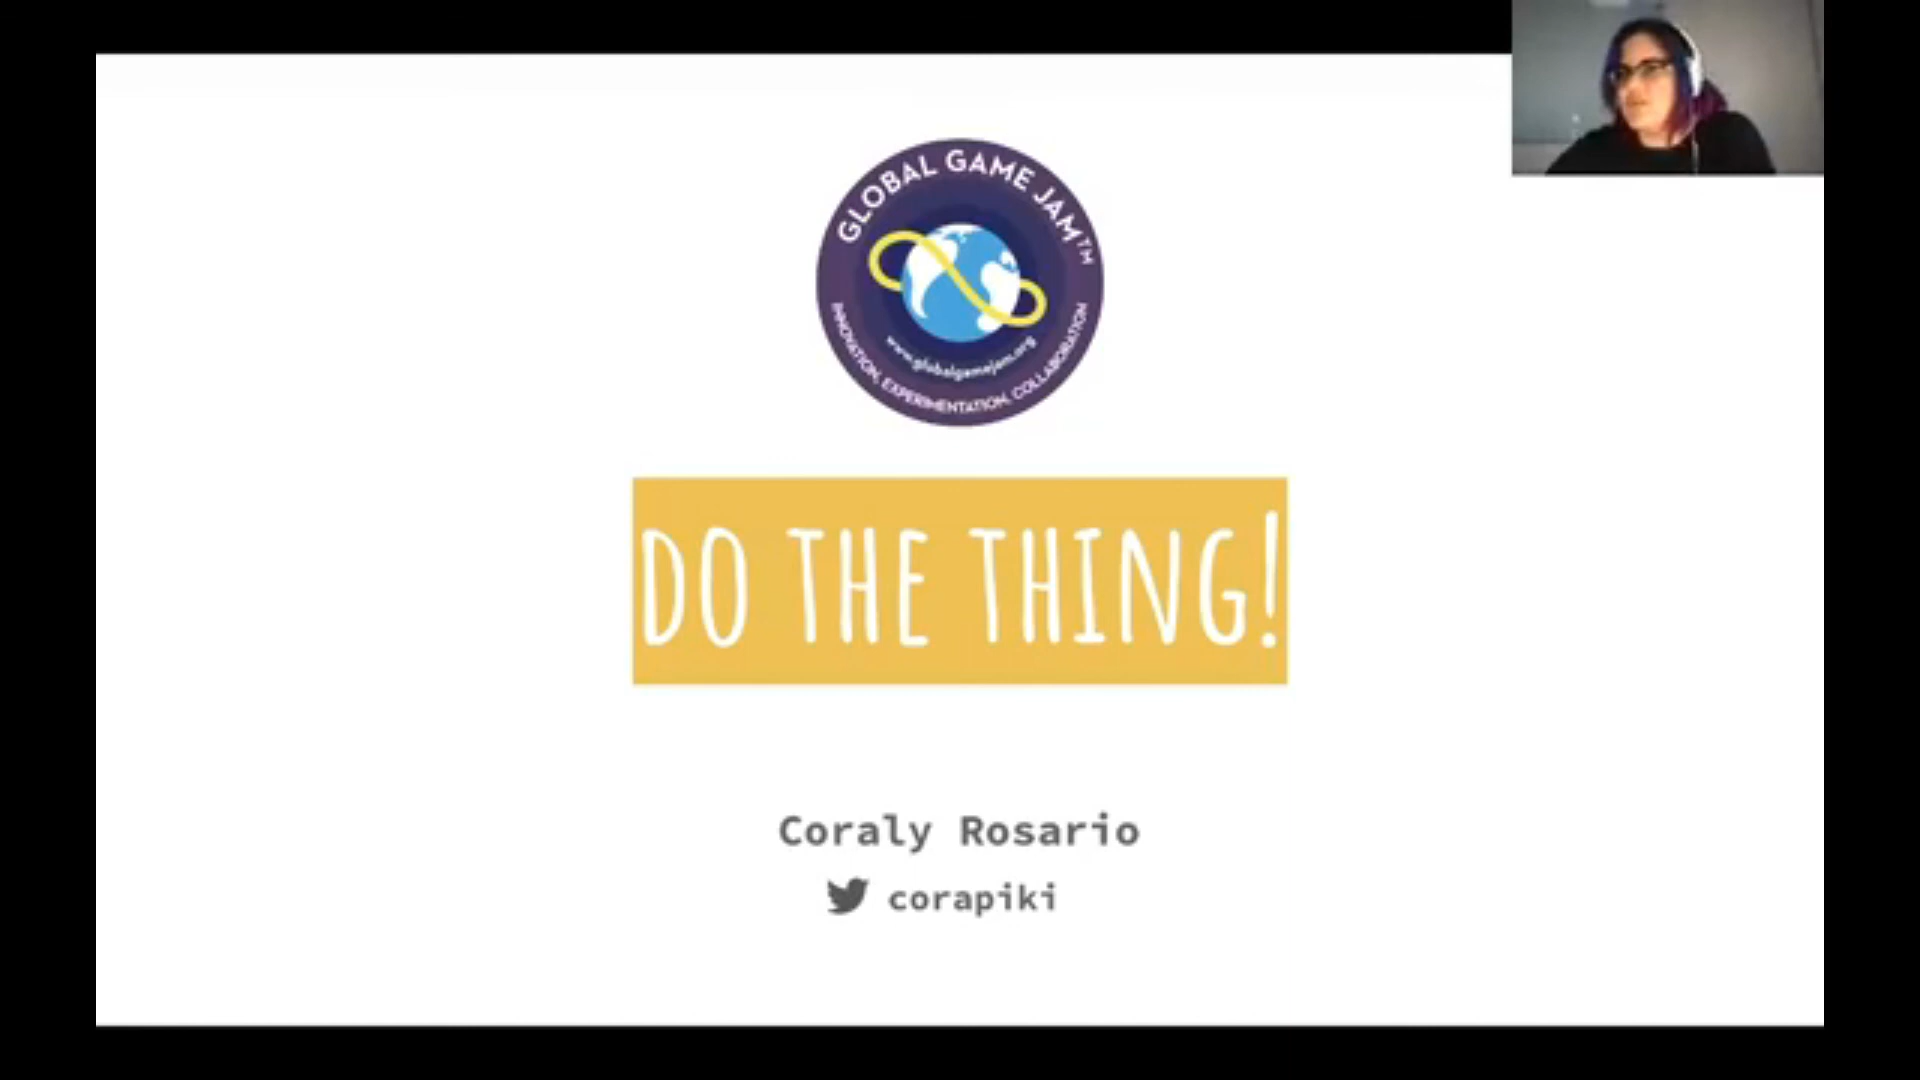 GLOBAL GAME JAM™
www.globalgamejam.org
INNOVATION, EXPERIMENTATION, COLLABORATION
DO THE THING!
Coraly Rosario
corapiki